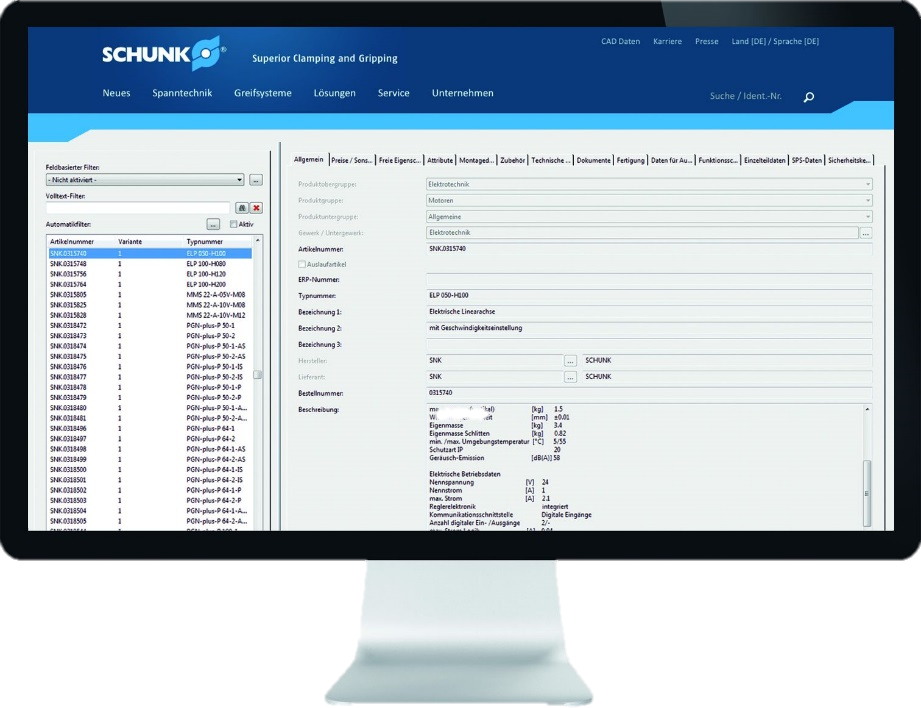 SCHUNK®
Superior Clamping and Gripping
CAD Daten Karriere Presse Land [DE] / Sprache [DE]
Neues Spanntechnik Greifsysteme Lösungen Service Unternehmen
Suche / Ident.-Nr.
Feldbasierter Filter:
- Nicht aktiviert -
...
Volltext-Filter:
Automatikfilter:
...
Aktiv
Artikelnummer Variante Typnummer
SNK.0315740 1 ELP 050-H100
SNK.0315748 1 ELP 100-H080
SNK.0315756 1 ELP 100-H120
SNK.0315764 1 ELP 100-H200
SNK.0315805 1 MMS 22-A-05V-M08
SNK.0315825 1 MMS 22-A-10V-M08
SNK.0315828 1 MMS 22-A-10V-M12
SNK.0318472 1 PGN-plus-P 50-1
SNK.0318473 1 PGN-plus-P 50-2
SNK.0318474 1 PGN-plus-P 50-1-AS
SNK.0318475 1 PGN-plus-P 50-2-AS
SNK.0318476 1 PGN-plus-P 50-1-IS
SNK.0318477 1 PGN-plus-P 50-2-IS
SNK.0318478 1 PGN-plus-P 50-1-P
SNK.0318479 1 PGN-plus-P 50-2-P
SNK.0318480 1 PGN-plus-P 50-1-A...
SNK.0318481 1 PGN-plus-P 50-2-A...
SNK.0318496 1 PGN-plus-P 64-1
SNK.0318497 1 PGN-plus-P 64-2
SNK.0318498 1 PGN-plus-P 64-1-AS
SNK.0318499 1 PGN-plus-P 64-2-AS
SNK.0318500 1 PGN-plus-P 64-1-IS
SNK.0318501 1 PGN-plus-P 64-2-IS
SNK.0318502 1 PGN-plus-P 64-1-P
SNK.0318503 1 PGN-plus-P 64-2-P
SNK.0318504 1 PGN-plus-P 64-1-A...
SNK.0318505 1 PGN-plus-P 64-2-A...
Allgemein Preise / Sons... Freie Eigensc... Attribute Montaged... Zubehör Technische ... Dokumente Fertigung Daten für Au... Funktionssc... Einzelteildaten SPS-Daten Sicherheitske...
Produktobergruppe: Elektrotechnik
Produktgruppe: Motoren
Produktuntergruppe: Allgemeine
Gewerk / Untergewerk: Elektrotechnik ...
Artikelnummer: SNK.0315740
Auslaufartikel
ERP-Nummer:
Typnummer: ELP 050-H100
Bezeichnung 1: Elektrische Linearachse
Bezeichnung 2: mit Geschwindigkeitseinstellung
Bezeichnung 3:
Hersteller: SNK ... SCHUNK
Lieferant: SNK ... SCHUNK
Bestellnummer: 0315740
Beschreibung:
[kg] 1.5
[mm] ±0.01
Eigenmasse [kg] 3.4
Eigenmasse Schlitten [kg] 0.82
min. /max. Umgebungstemperatur [°C] 5/55
Schutzart IP 20
Geräusch-Emission [dB(A)] 58
Elektrische Betriebsdaten
Nennspannung [V] 24
Nennstrom [A] 1
max. Strom [A] 2.1
Reglerelektronik integriert
Kommunikationsschnittstelle Digitale Eingänge
Anzahl digitaler Ein- /Ausgänge 2/-